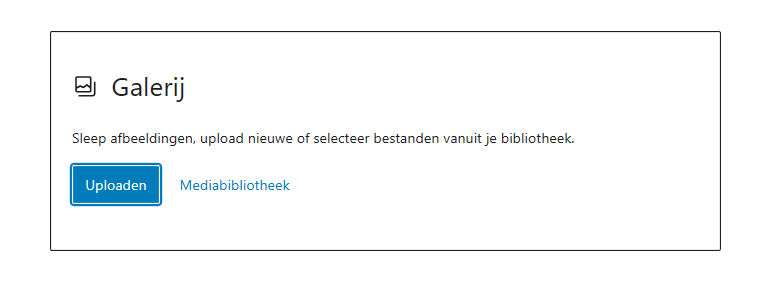 Galerij
Sleep afbeeldingen, upload nieuwe of selecteer bestanden vanuit je bibliotheek.
Uploaden Mediabibliotheek